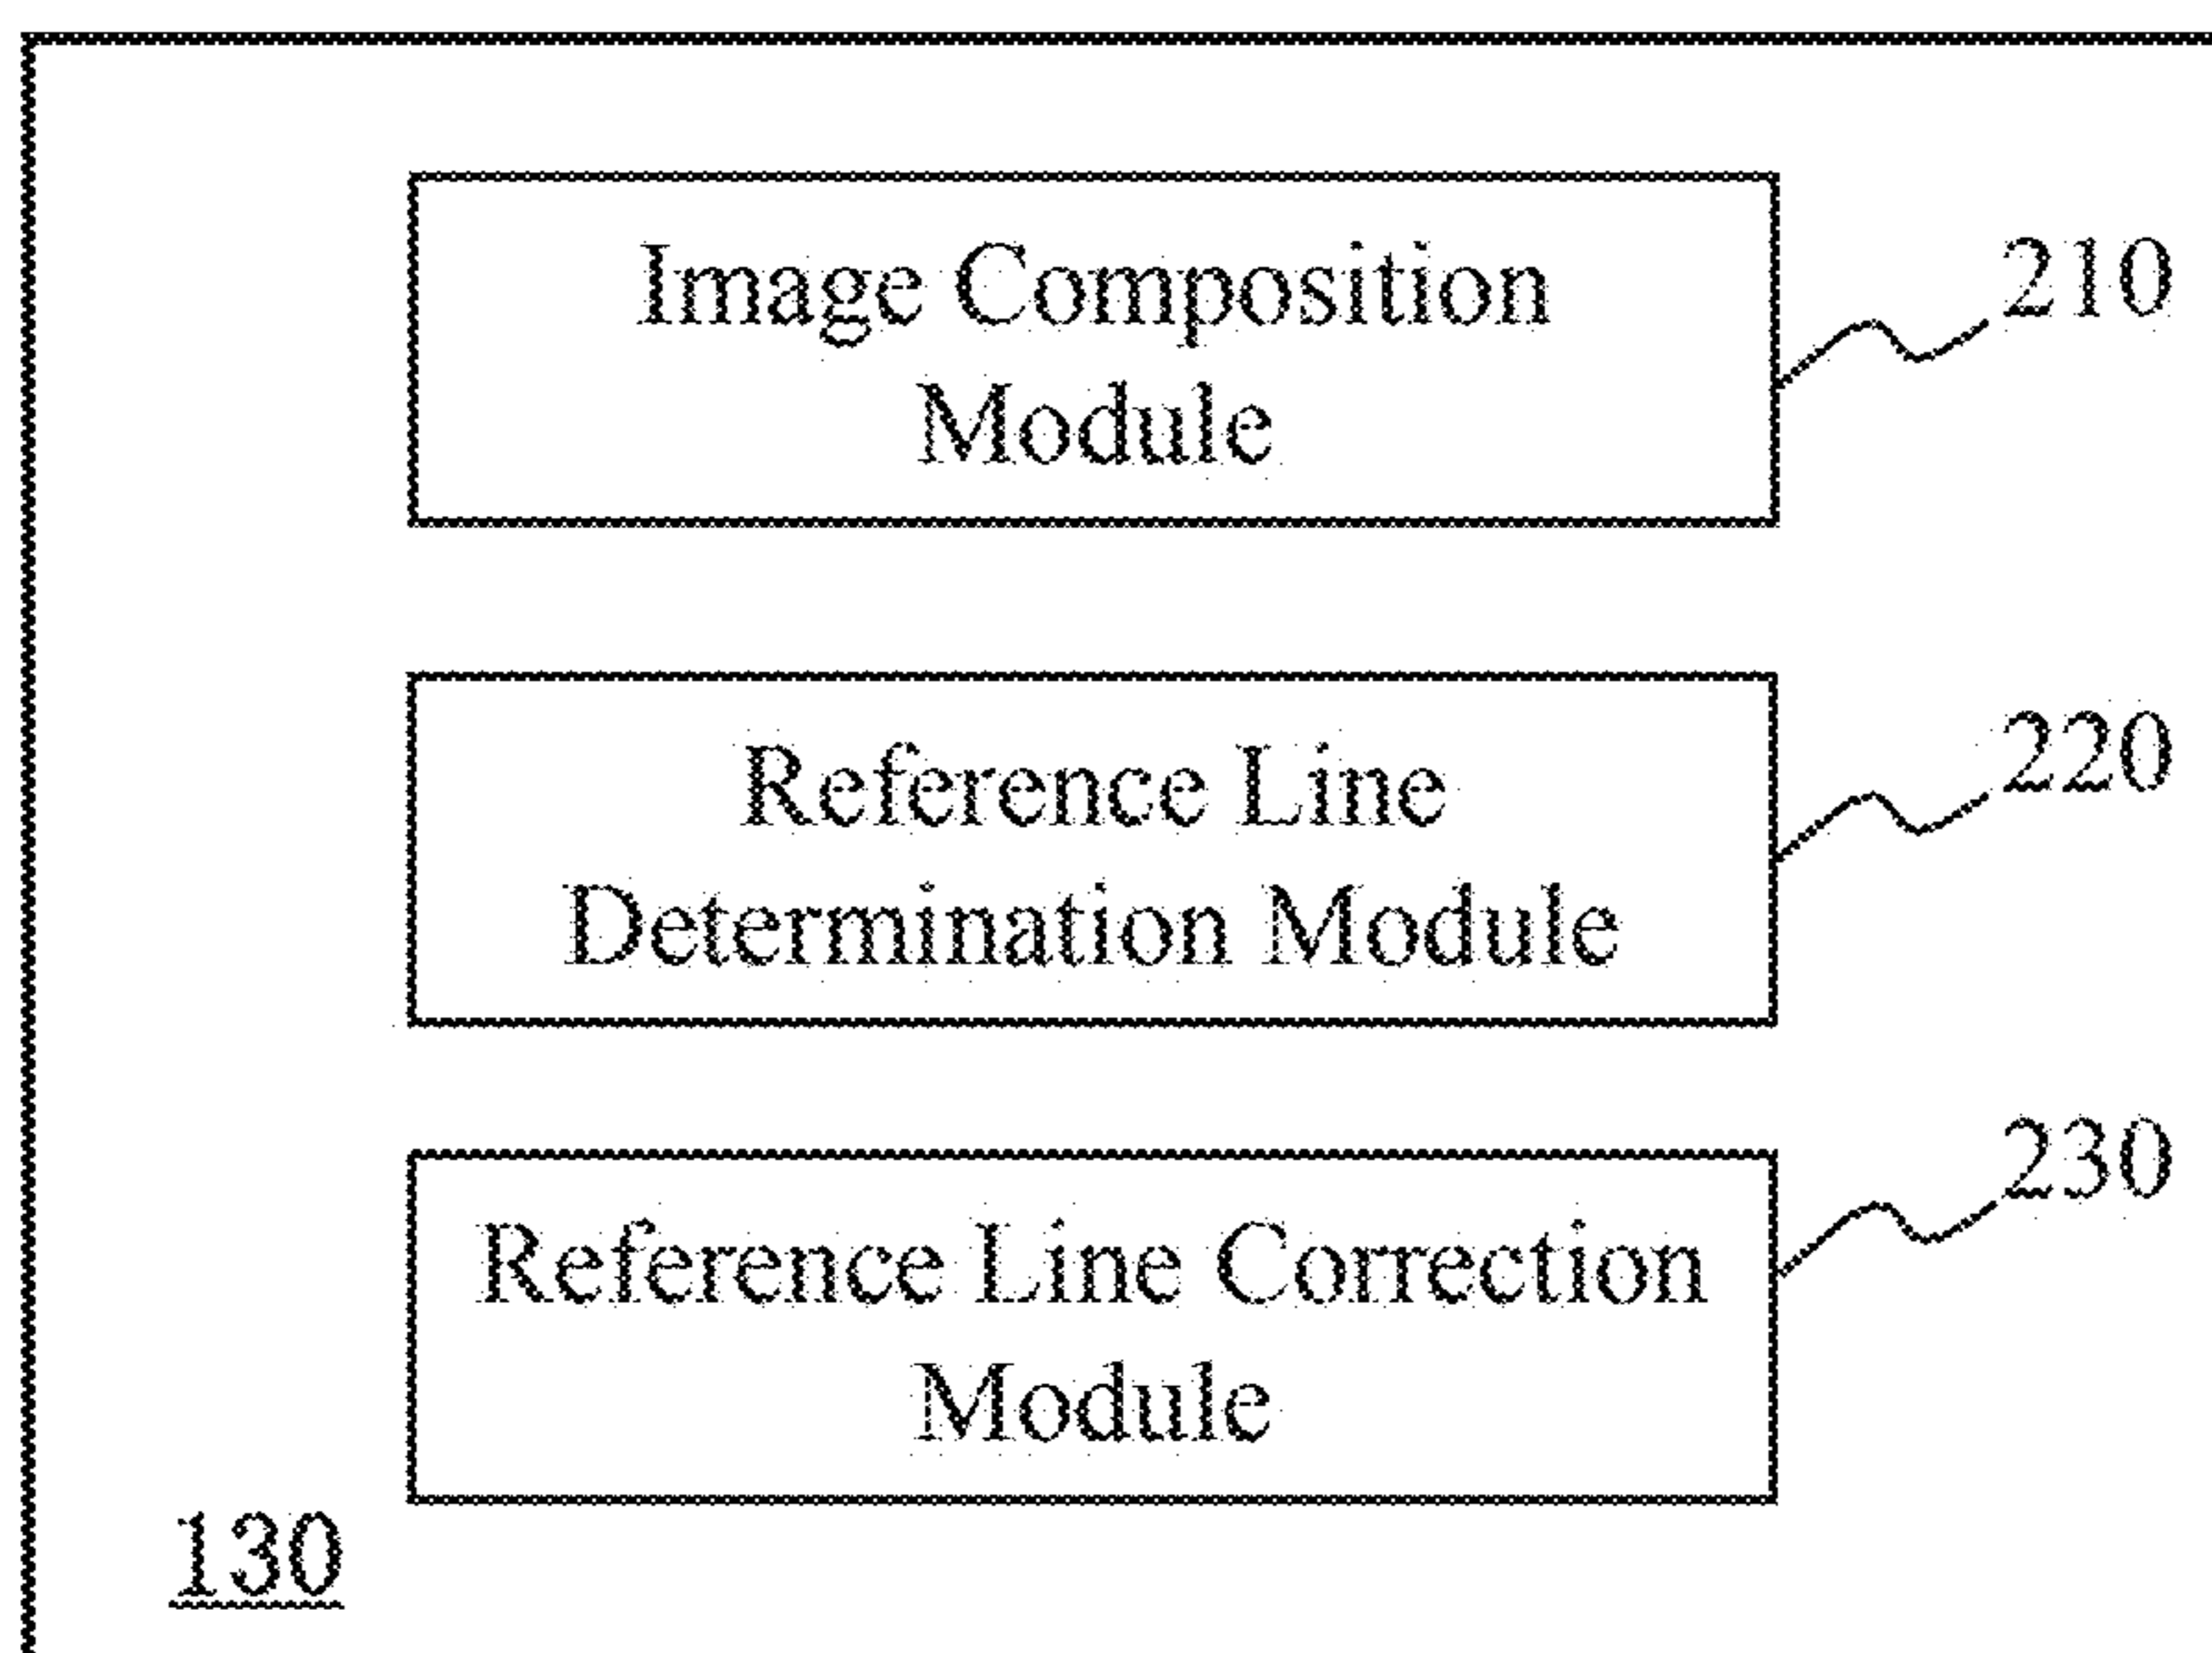 Image Composition
Module
210
Reference Line
Determination Module
220
Reference Line Correction
Module
230
130